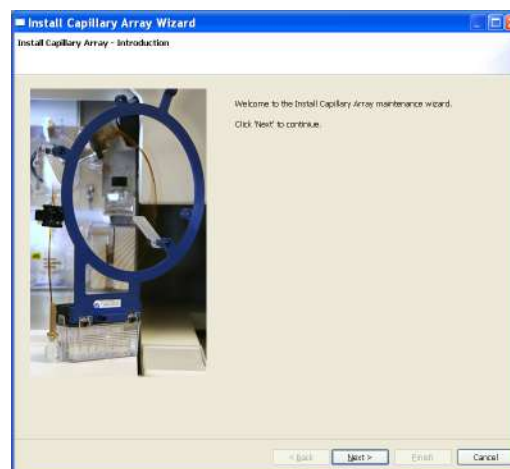 Install Capillary Array Wizard
Install Capillary Array - Introduction
Welcome to the Install Capillary Array maintenance wizard.
Click 'Next' to continue.
< Back
Next >
Finish
Cancel